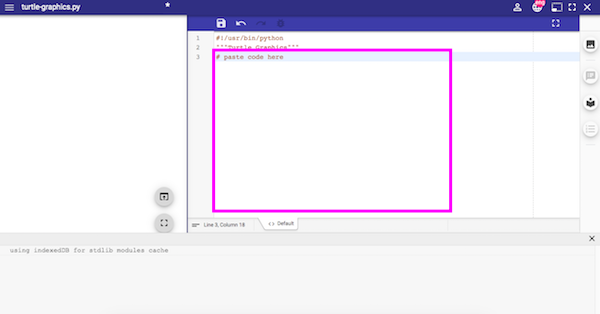 turtle-graphics.py *
1 #!/usr/bin/python
2 """Turtle Graphics"""
3 # paste code here
Line 3, Column 18
<> Default
using indexedDB for stdlib modules cache